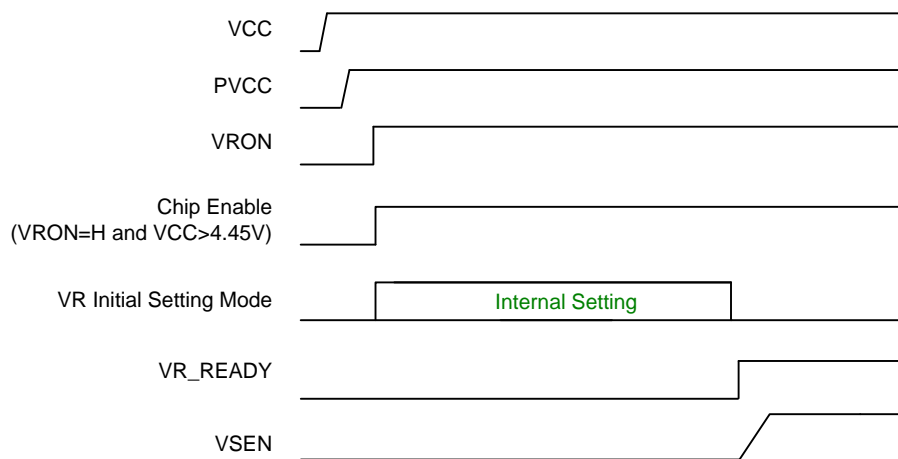 VCC
PVCC
VRON
Chip Enable
(VRON=H and VCC>4.45V)
VR Initial Setting Mode
Internal Setting
VR_READY
VSEN